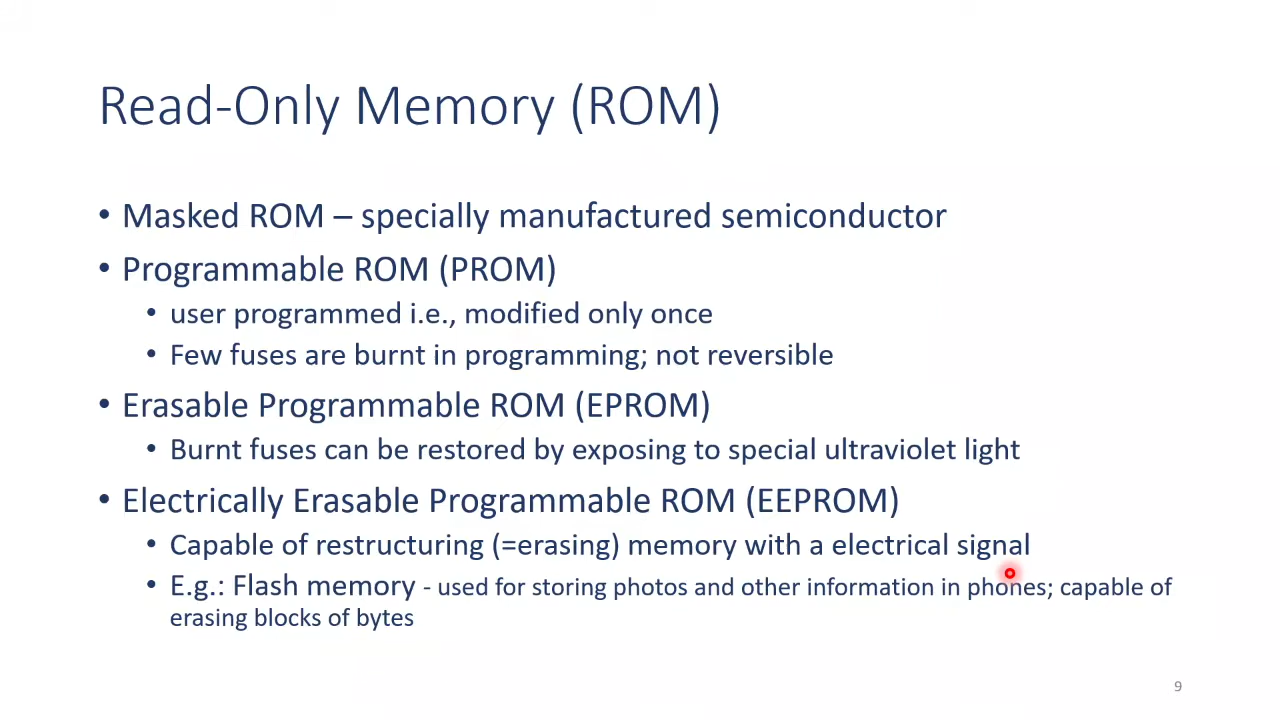 Read-Only Memory (ROM)
• Masked ROM – specially manufactured semiconductor
• Programmable ROM (PROM)
• user programmed i.e., modified only once
• Few fuses are burnt in programming; not reversible
• Erasable Programmable ROM (EPROM)
• Burnt fuses can be restored by exposing to special ultraviolet light
• Electrically Erasable Programmable ROM (EEPROM)
• Capable of restructuring (=erasing) memory with a electrical signal
• E.g.: Flash memory - used for storing photos and other information in phones; capable of
erasing blocks of bytes
9